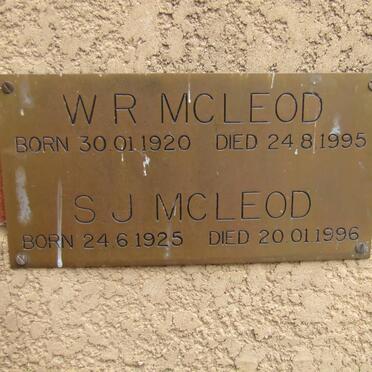 W R MCLEOD
BORN 30.01.1920 DIED 24.8.1995
S J MCLEOD
BORN 24.6.1925 DIED 20.01.1996